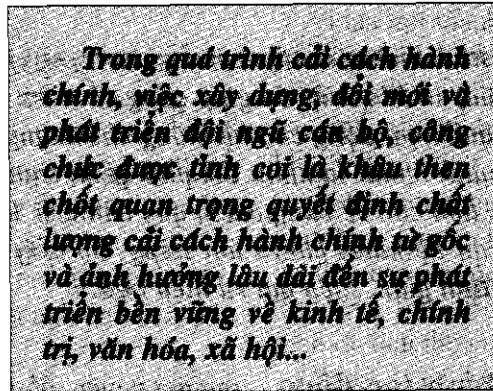 Trong quá trình cải cách hành
chính, việc xây dựng, đổi mới và
phát triển đội ngũ cán bộ, công
chức được tỉnh coi là khâu then
chốt quan trọng quyết định chất
lượng cải cách hành chính từ gốc
và ảnh hưởng lâu dài đến sự phát
triển bền vững về kinh tế, chính
trị, văn hóa, xã hội...